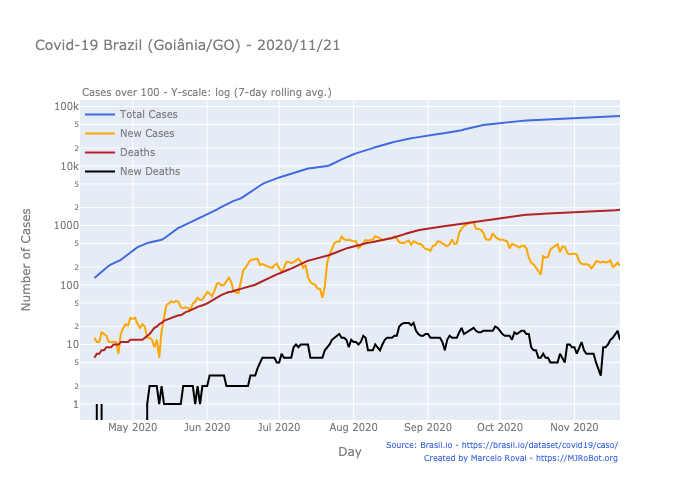 Covid-19 Brazil (Goiânia/GO) - 2020/11/21
Cases over 100 - Y-scale: log (7-day rolling avg.)
100k
5
2
10k
5
2
1000
5
2
100
5
2
10
5
2
1
Number of Cases
Total Cases
New Cases
Deaths
New Deaths
May 2020
Jun 2020
Jul 2020
Aug 2020
Sep 2020
Oct 2020
Nov 2020
Day
Source: Brasil.io - https://brasil.io/dataset/covid19/caso/
Created by Marcelo Rovai - https://MJRoBot.org